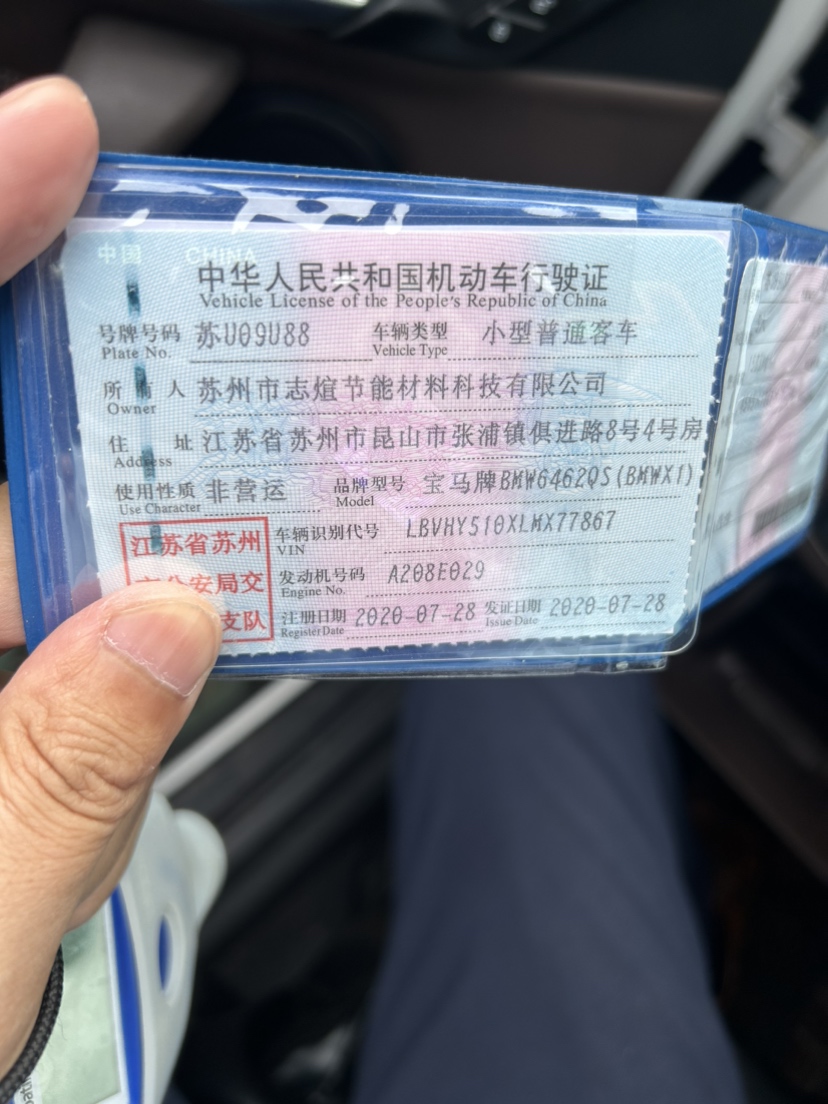 中国 CHINA
中华人民共和国机动车行驶证
Vehicle License of the People's Republic of China
号牌号码 苏U09U88 车辆类型 小型普通客车
Plate No. Vehicle Type
所有人 苏州市志煊节能材料科技有限公司
Owner
住址 江苏省苏州市昆山市张浦镇俱进路8号4号房
Address
使用性质 非营运 品牌型号 宝马牌BMW6462QS(BMWX1)
Use Character Model
江苏省苏州 车辆识别代号 LBVHY510XLMX77867
VIN
公安局交 发动机号码 A208E029
Engine No.
支队 注册日期 2020-07-28 发证日期 2020-07-28
Register Date Issue Date